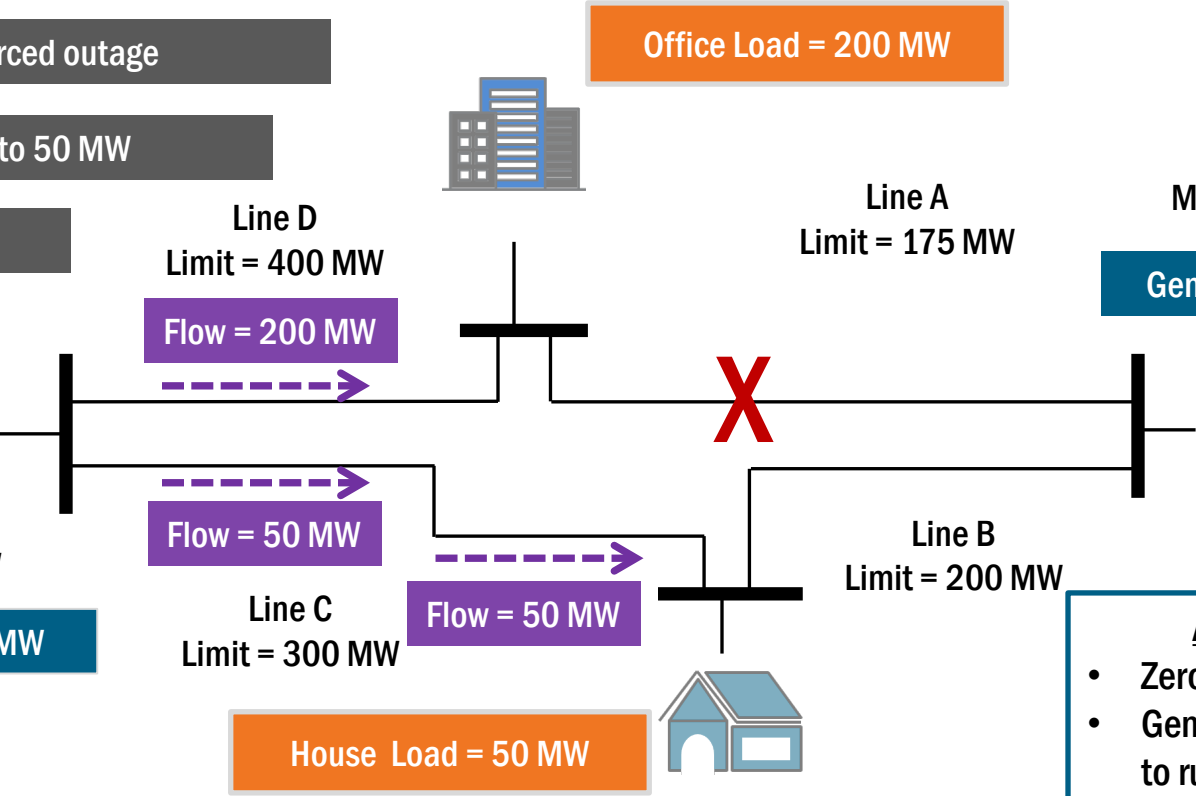 rced outage
Office Load = 200 MW
to 50 MW
Line D
Limit = 400 MW
Line A
Limit = 175 MW
M
Gen
Flow = 200 MW
X
Flow = 50 MW
Line B
Limit = 200 MW
Line C
Limit = 300 MW
Flow = 50 MW
MW
House Load = 50 MW
• Zero
• Gen
to ru